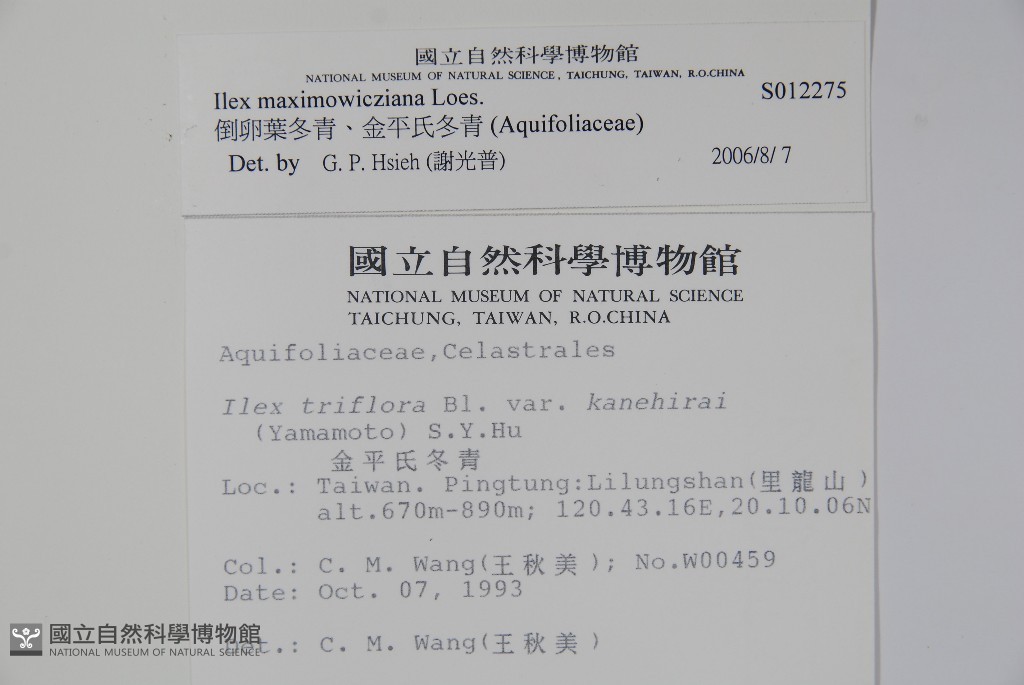 國立自然科學博物館
NATIONAL MUSEUM OF NATURAL SCIENCE, TAICHUNG, TAIWAN, R.O.CHINA
Ilex maximowicziana Loes. S012275
倒卵葉冬青、金平氏冬青 (Aquifoliaceae)
Det. by G. P. Hsieh (謝光普) 2006/8/ 7
國立自然科學博物館
NATIONAL MUSEUM OF NATURAL SCIENCE
TAICHUNG, TAIWAN, R.O.CHINA
Aquifoliaceae,Celastrales
Ilex triflora Bl. var. kanehirai
(Yamamoto) S.Y.Hu
金平氏冬青
Loc.: Taiwan. Pingtung:Lilungshan(里龍山)
alt.670m-890m; 120.43.16E,20.10.06N
Col.: C. M. Wang(王秋美); No.W00459
Date: Oct. 07, 1993
Det.: C. M. Wang(王秋美)
國立自然科學博物館
NATIONAL MUSEUM OF NATURAL SCIENCE